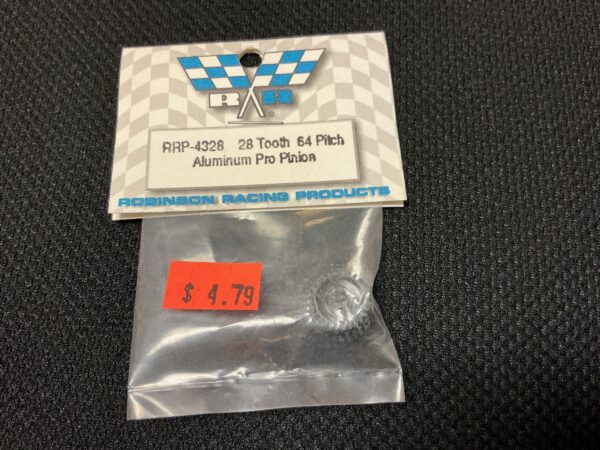 R R ®
RRP-4328 28 Tooth 64 Pitch
Aluminum Pro Pinion
ROBINSON RACING PRODUCTS
$ 4.79